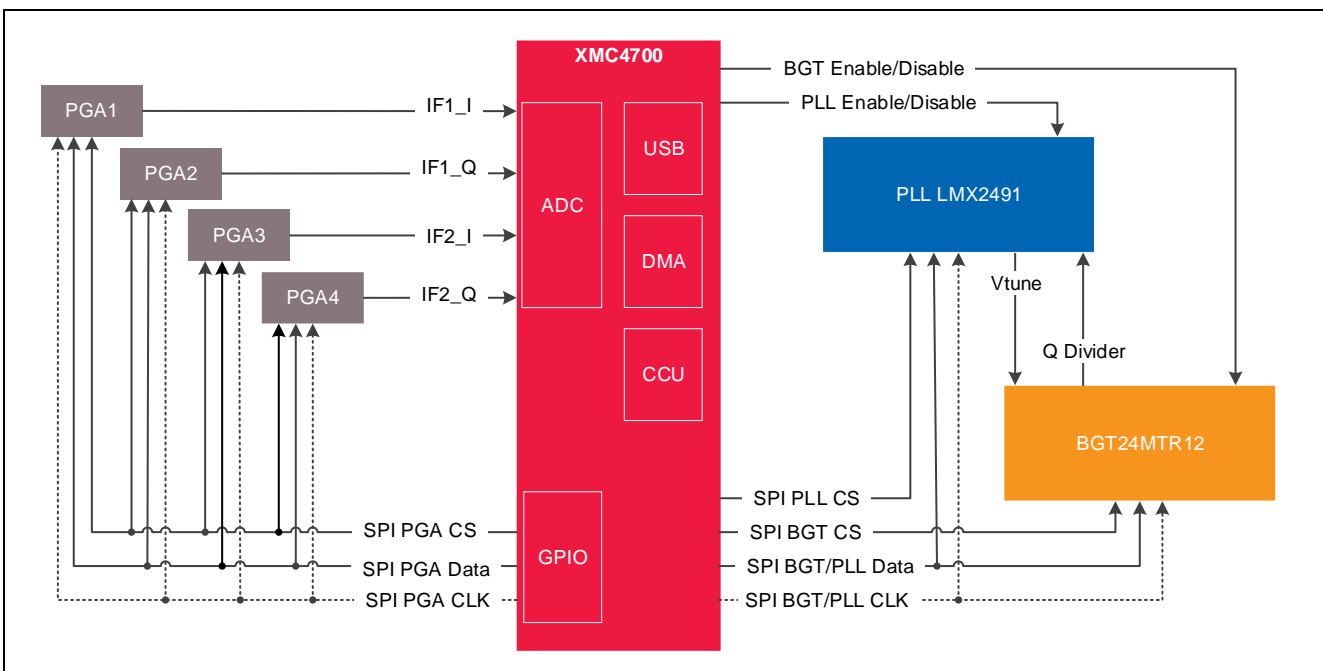 XMC4700
BGT Enable/Disable
PLL Enable/Disable
PGA1
IF1_I
USB
PGA2
IF1_Q
PLL LMX2491
ADC
PGA3
IF2_I
DMA
PGA4
IF2_Q
Vtune
Q Divider
CCU
BGT24MTR12
SPI PLL CS
SPI PGA CS
SPI BGT CS
GPIO
SPI PGA Data
SPI BGT/PLL Data
SPI PGA CLK
SPI BGT/PLL CLK